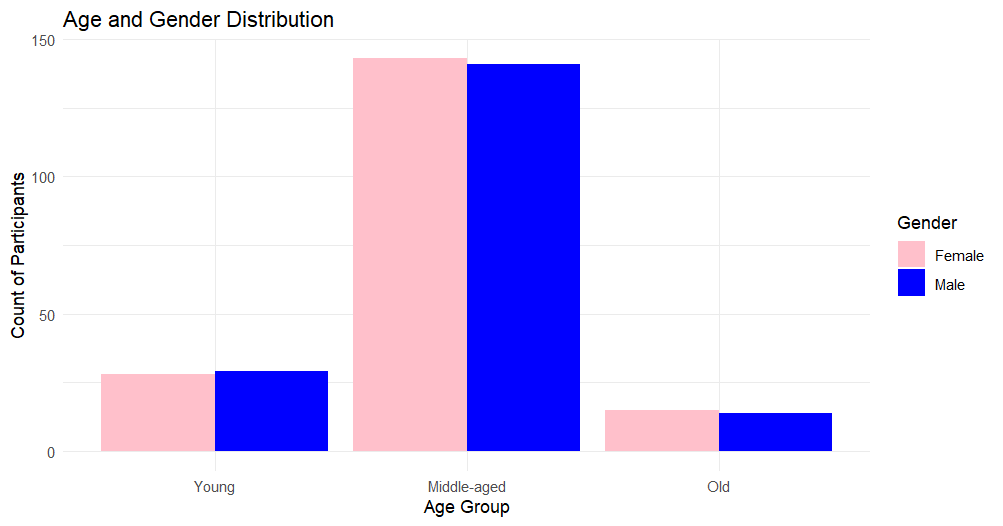 Age and Gender Distribution
150
100
50
0
Count of Participants
Young
Middle-aged
Old
Age Group
Gender
Female
Male